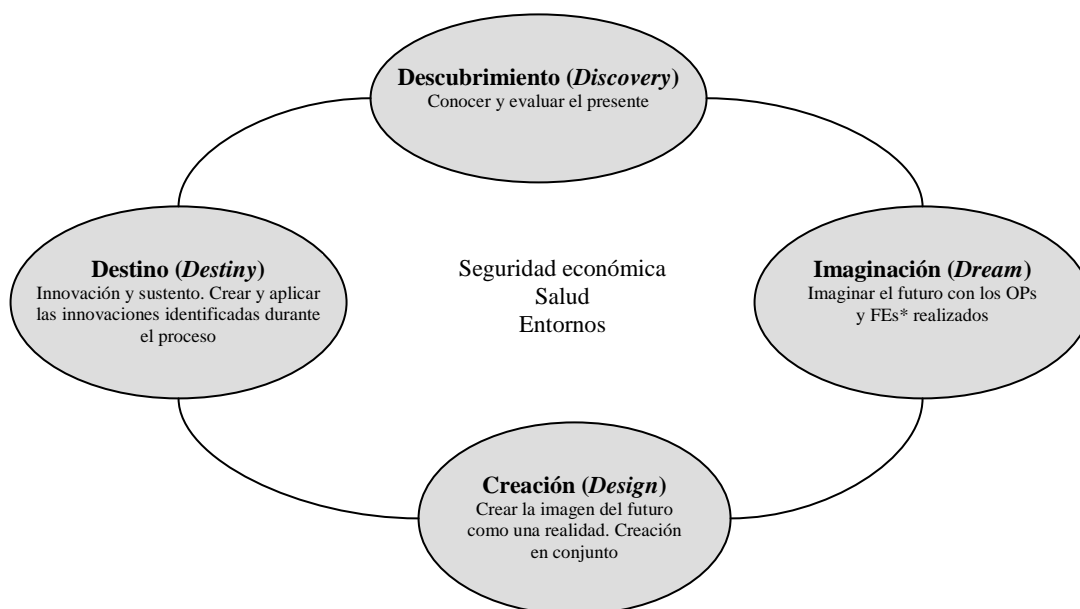 Descubrimiento (Discovery)
Conocer y evaluar el presente
Destino (Destiny)
Innovación y sustento. Crear y aplicar
las innovaciones identificadas durante
el proceso
Seguridad económica
Salud
Entornos
Imaginación (Dream)
Imaginar el futuro con los OPs
y FEs* realizados
Creación (Design)
Crear la imagen del futuro
como una realidad. Creación
en conjunto